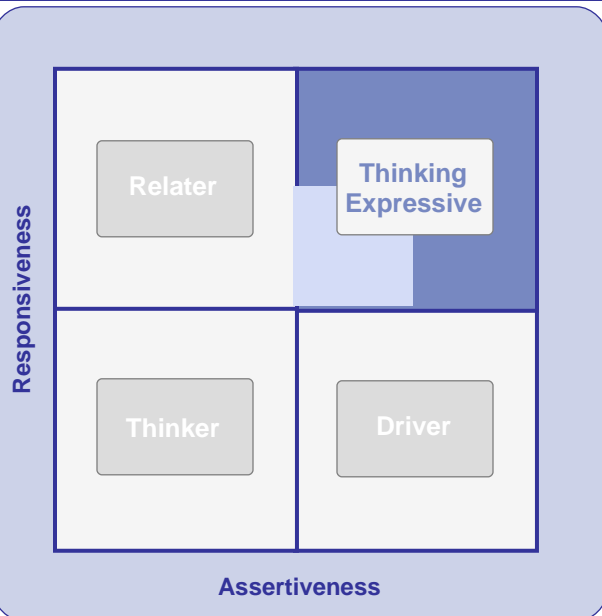 Relater
Thinking
Expressive
Responsiveness
Thinker
Driver
Assertiveness